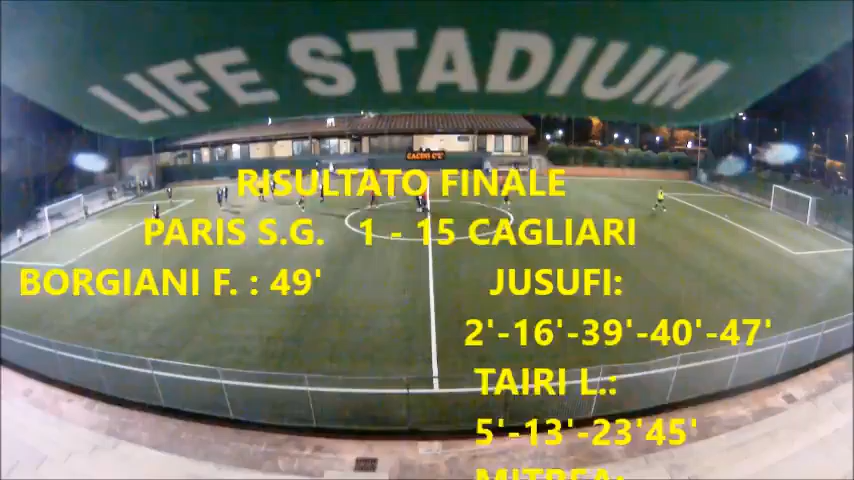 LIFE STADIUM
RISULTATO FINALE
PARIS S.G. 1 - 15 CAGLIARI
BORGIANI F. : 49' JUSUFI:
2'-16'-39'-40'-47'
TAIRI L.:
5'-13'-23'45'
MITREA: